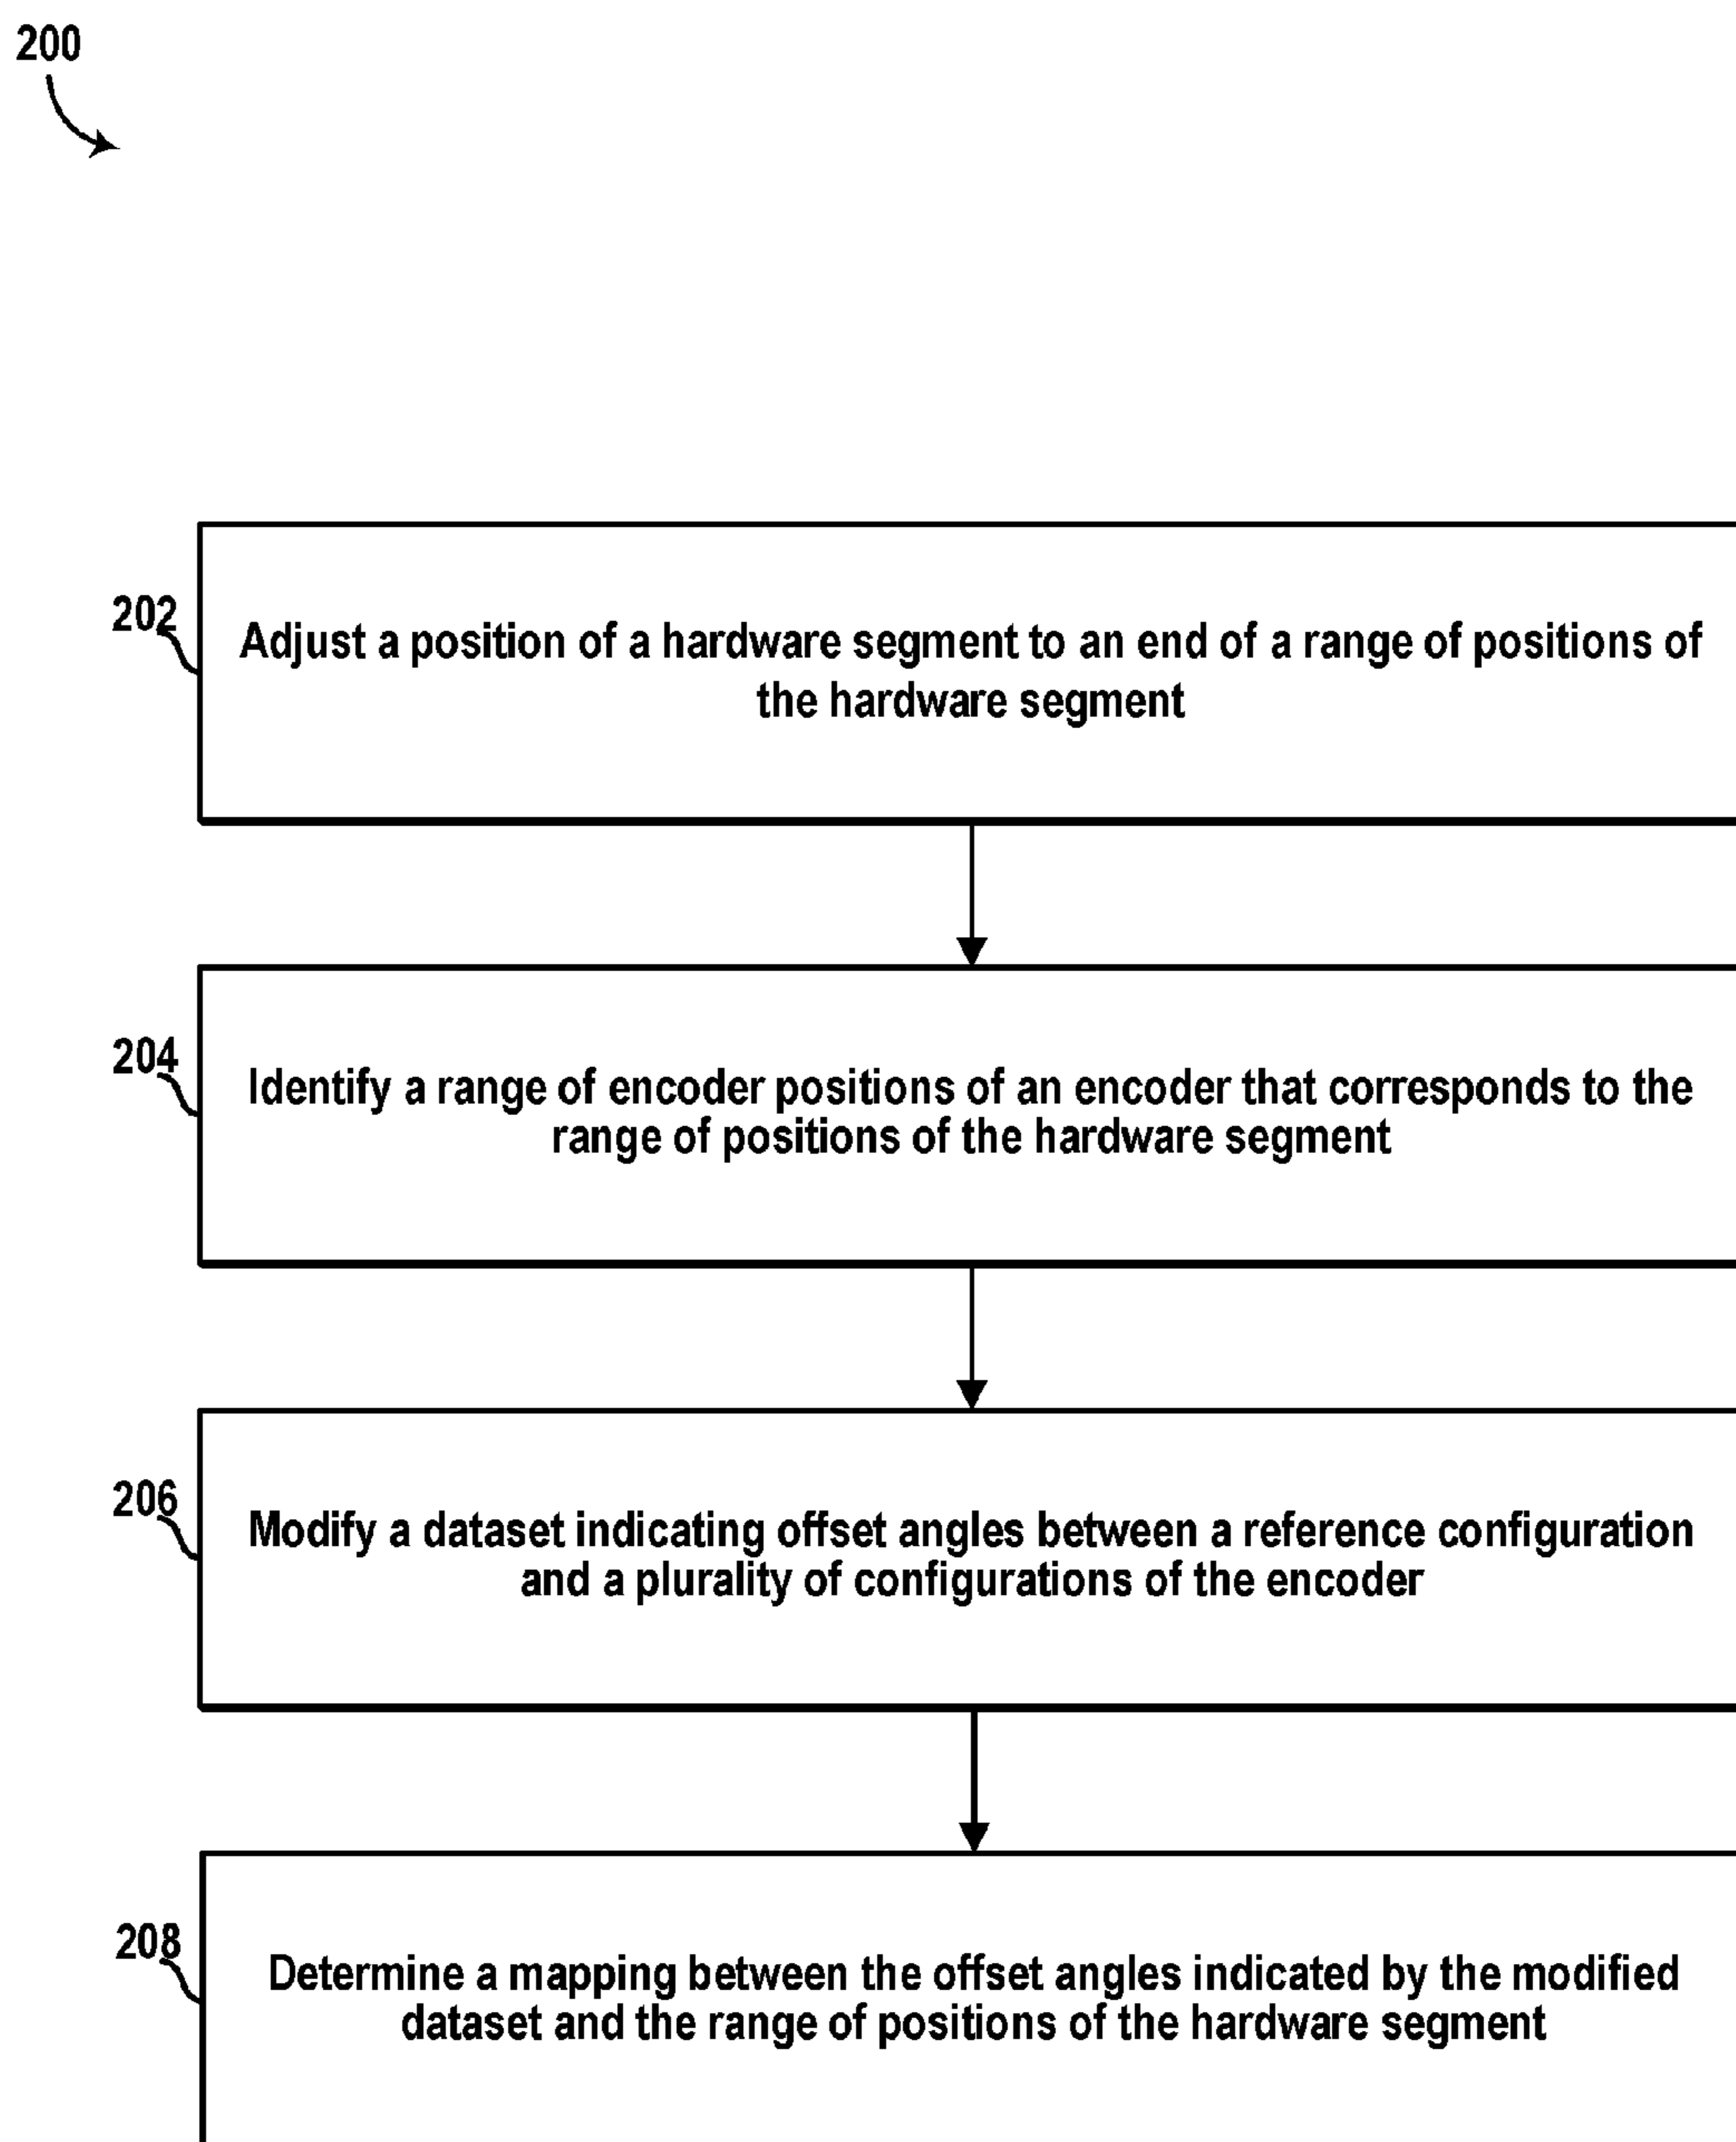 200
202
Adjust a position of a hardware segment to an end of a range of positions of
the hardware segment
204
Identify a range of encoder positions of an encoder that corresponds to the
range of positions of the hardware segment
206
Modify a dataset indicating offset angles between a reference configuration
and a plurality of configurations of the encoder
208
Determine a mapping between the offset angles indicated by the modified
dataset and the range of positions of the hardware segment